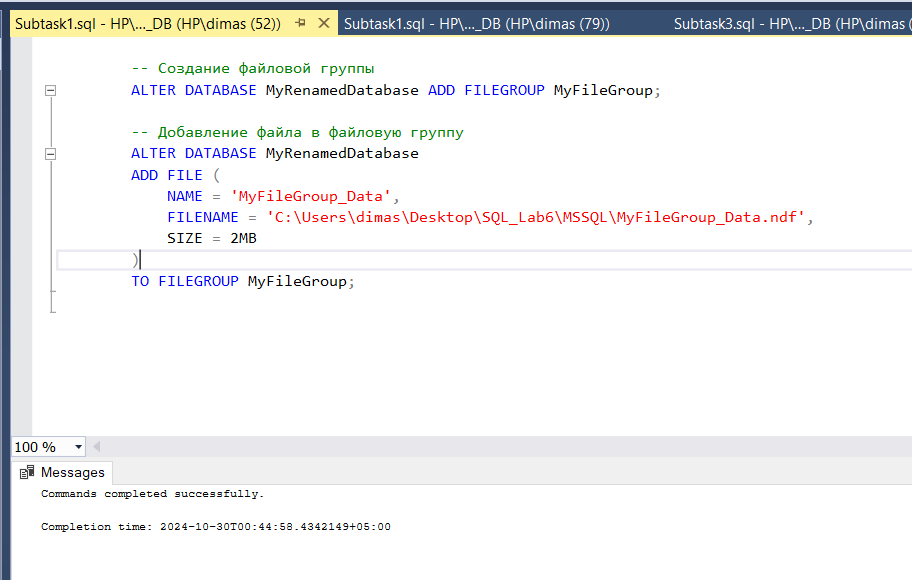 Subtask1.sql - HP\..._DB (HP\dimas (52)) Subtask1.sql - HP\..._DB (HP\dimas (79)) Subtask3.sql - HP\..._DB (HP\dimas (
-- Создание файловой группы
ALTER DATABASE MyRenamedDatabase ADD FILEGROUP MyFileGroup;
-- Добавление файла в файловую группу
ALTER DATABASE MyRenamedDatabase
ADD FILE (
NAME = 'MyFileGroup_Data',
FILENAME = 'C:\Users\dimas\Desktop\SQL_Lab6\MSSQL\MyFileGroup_Data.ndf',
SIZE = 2MB
)
TO FILEGROUP MyFileGroup;
100 %
Messages
Commands completed successfully.
Completion time: 2024-10-30T00:44:58.4342149+05:00